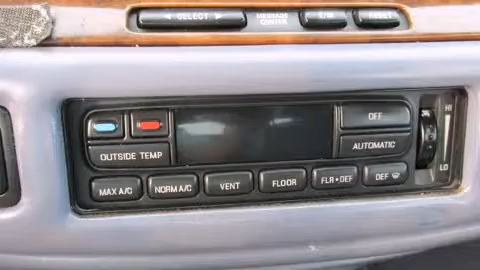 SELECT
MESSAGE
CENTER
E/M
RESET
OFF
HI
OUTSIDE TEMP
AUTOMATIC
LO
MAX A/C
NORM A/C
VENT
FLOOR
FLR•DEF
DEF